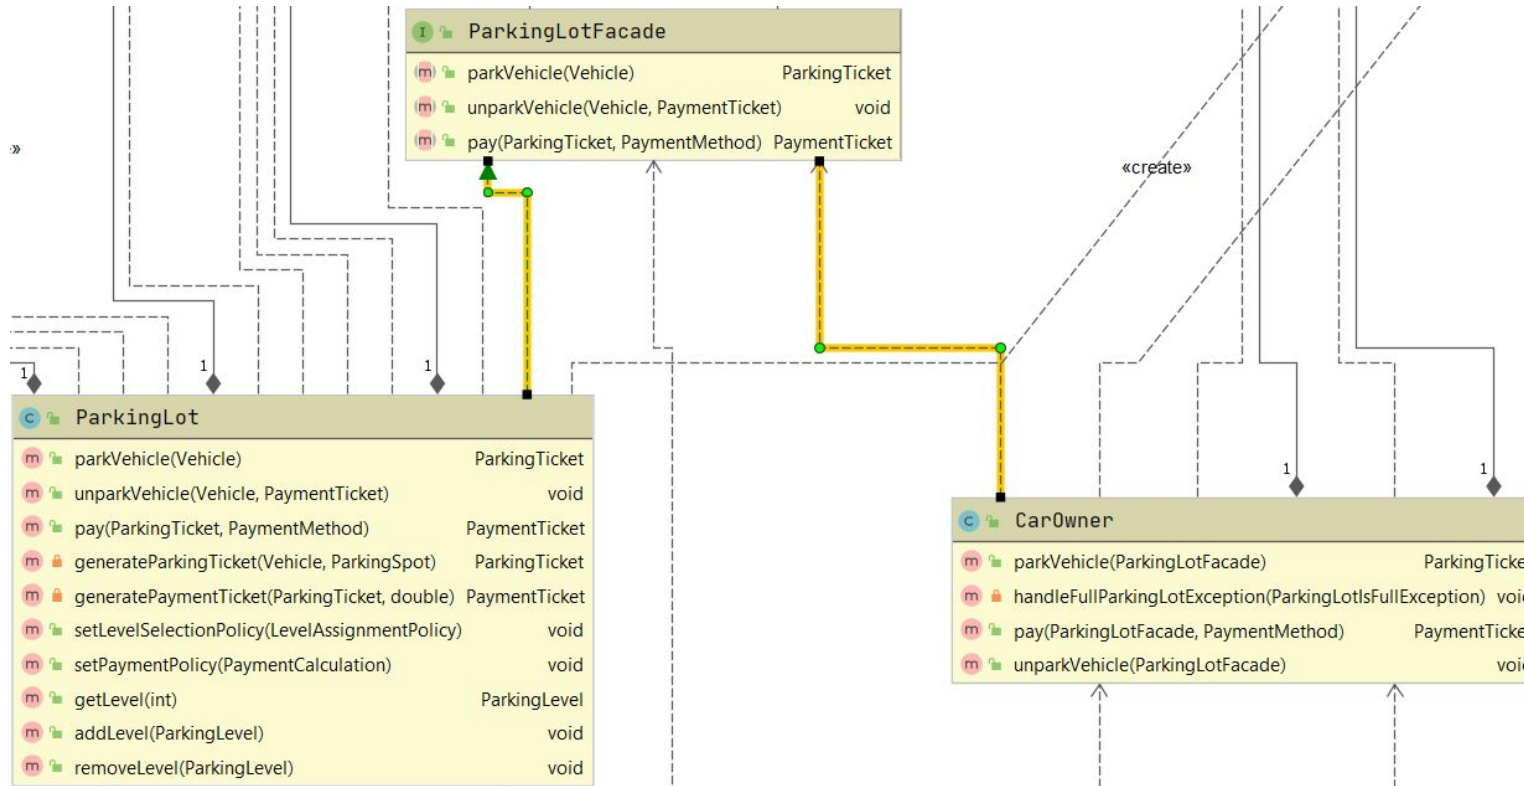 ParkingLotFacade
parkVehicle(Vehicle) ParkingTicket
unparkVehicle(Vehicle, PaymentTicket) void
pay(ParkingTicket, PaymentMethod) PaymentTicket
»
«create»
1
1
1
1
1
ParkingLot
parkVehicle(Vehicle) ParkingTicket
unparkVehicle(Vehicle, PaymentTicket) void
pay(ParkingTicket, PaymentMethod) PaymentTicket
generateParkingTicket(Vehicle, ParkingSpot) ParkingTicket
generatePaymentTicket(ParkingTicket, double) PaymentTicket
setLevelSelectionPolicy(LevelAssignmentPolicy) void
setPaymentPolicy(PaymentCalculation) void
getLevel(int) ParkingLevel
addLevel(ParkingLevel) void
removeLevel(ParkingLevel) void
CarOwner
parkVehicle(ParkingLotFacade) ParkingTicke
handleFullParkingLotException(ParkingLotIsFullException) voi
pay(ParkingLotFacade, PaymentMethod) PaymentTicke
unparkVehicle(ParkingLotFacade) voi